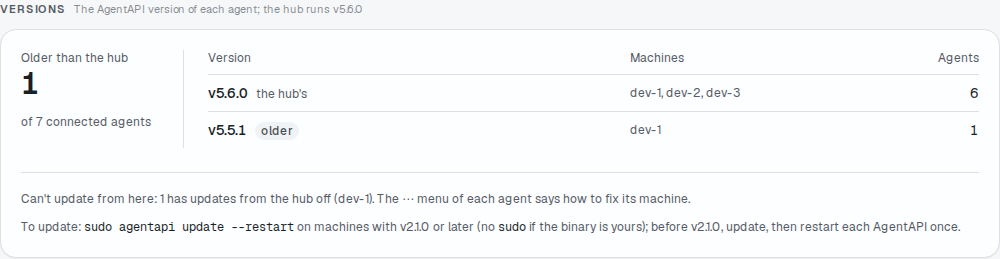 VERSIONS The AgentAPI version of each agent; the hub runs v5.6.0
Older than the hub
1
of 7 connected agents
Version Machines Agents
v5.6.0 the hub's dev-1, dev-2, dev-3 6
v5.5.1 older dev-1 1
Can't update from here: 1 has updates from the hub off (dev-1). The ··· menu of each agent says how to fix its machine.
To update: sudo agentapi update --restart on machines with v2.1.0 or later (no sudo if the binary is yours); before v2.1.0, update, then restart each AgentAPI once.